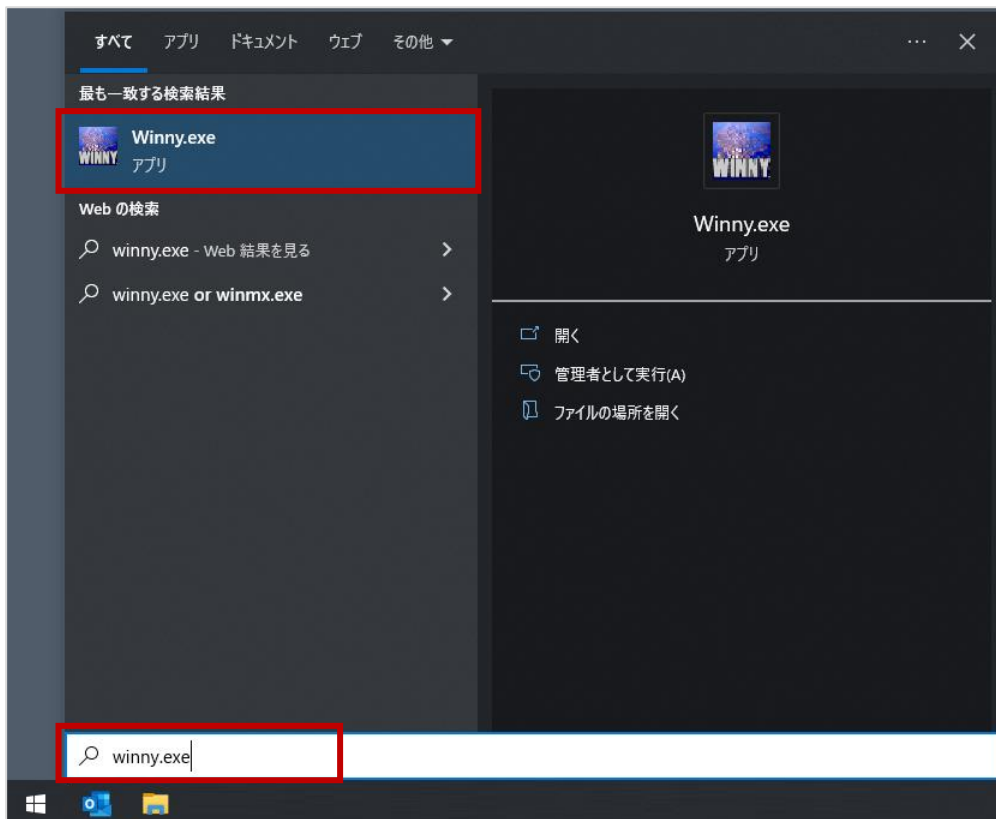 すべて アプリ ドキュメント ウェブ その他
最も一致する検索結果
WINNY
Winny.exe
アプリ
Web の検索
winny.exe - Web 結果を見る
winny.exe or winmx.exe
WINNY
Winny.exe
アプリ
開く
管理者として実行(A)
ファイルの場所を開く
winny.exe